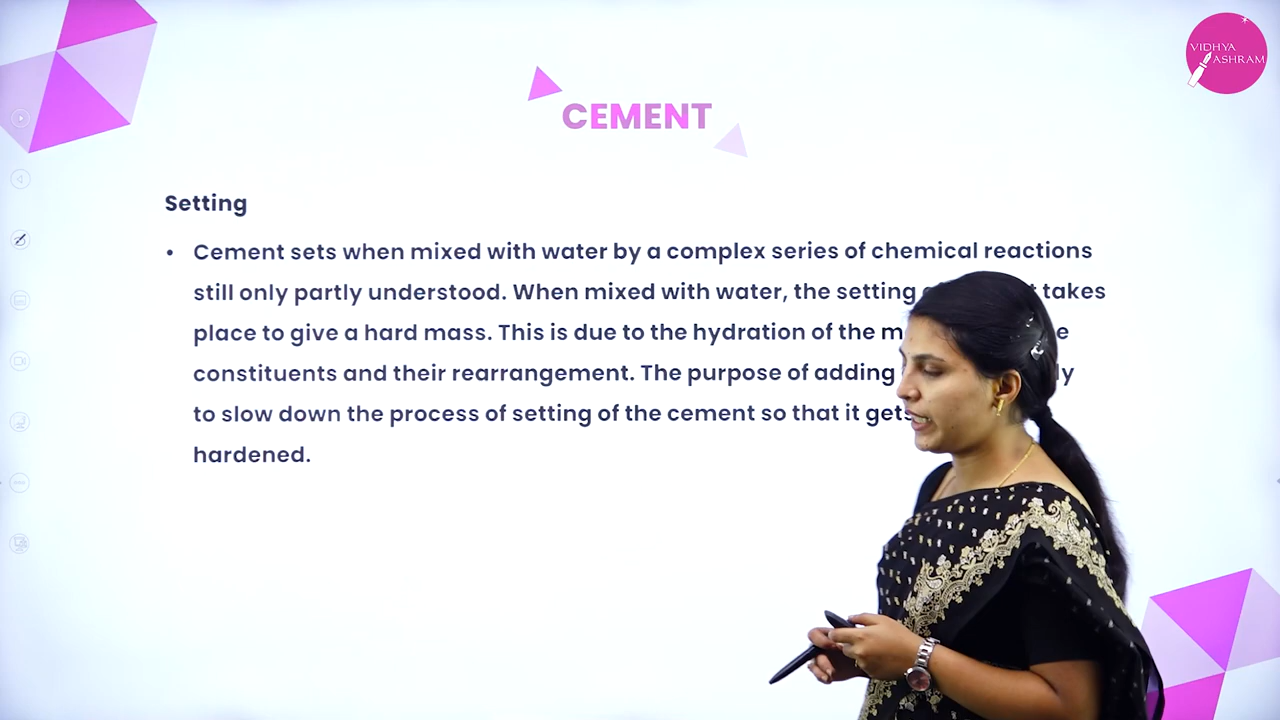 VIDHYA
ASHRAM
CEMENT
Setting
• Cement sets when mixed with water by a complex series of chemical reactions
still only partly understood. When mixed with water, the setting takes
place to give a hard mass. This is due to the hydration of the
constituents and their rearrangement. The purpose of adding
to slow down the process of setting of the cement so that it gets
hardened.